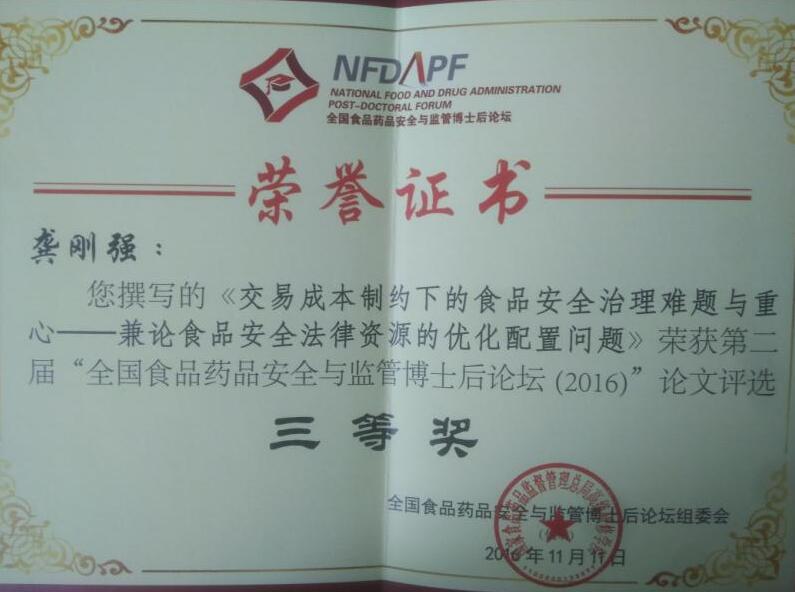 NFDAPF
NATIONAL FOOD AND DRUG ADMINISTRATION
POST-DOCTORAL FORUM
全国食品药品安全与监管博士后论坛
荣誉证书
龚刚强：
您撰写的《交易成本制约下的食品安全治理难题与重
心——兼论食品安全法律资源的优化配置问题》荣获第二
届“全国食品药品安全与监管博士后论坛(2016)”论文评选
三等奖
全国食品药品安全与监管博士后论坛组委会
2016年11月11日